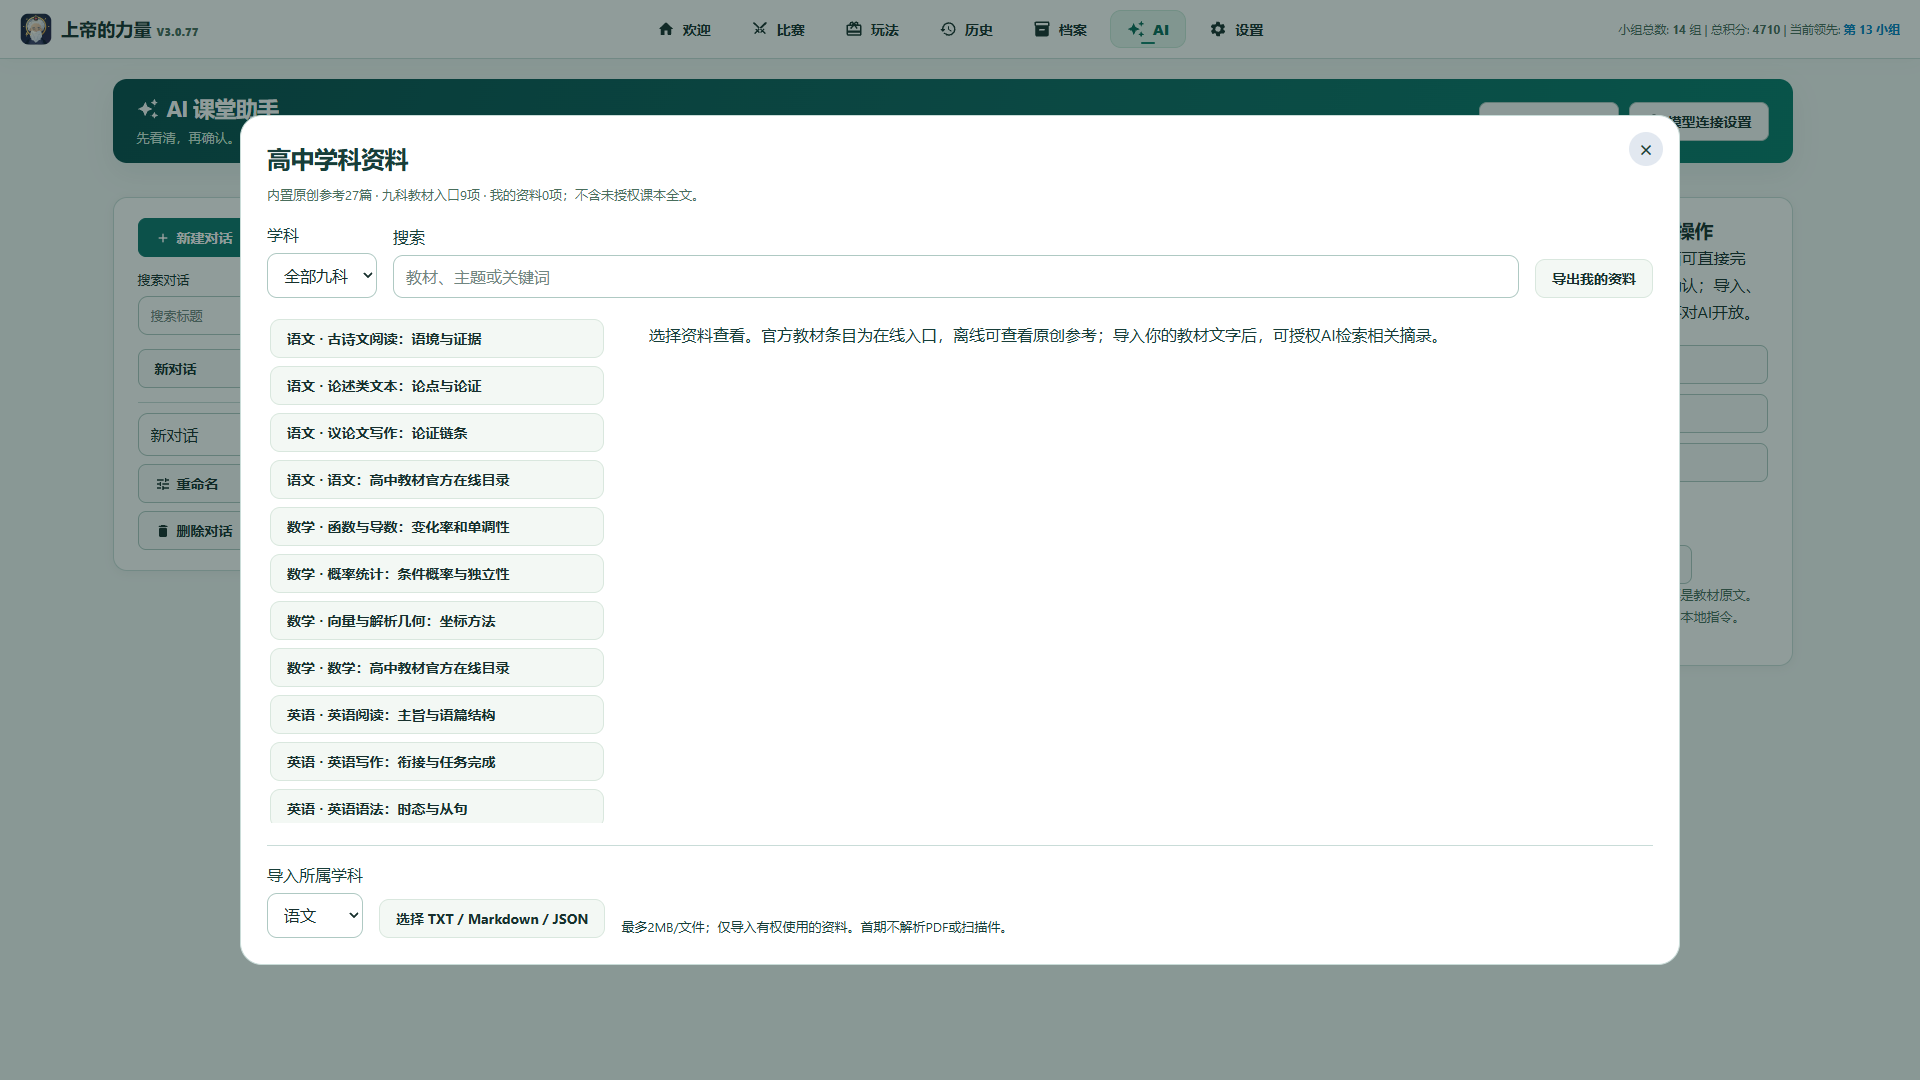 上帝的力量 V3.0.77
欢迎
比赛
玩法
历史
档案
AI
设置
小组总数: 14 组 | 总积分: 4710 | 当前领先: 第 13 小组
AI 课堂助手
先看清，再确认。
模型连接设置
新建对话
搜索对话
搜索标题
新对话
新对话
重命名
删除对话
高中学科资料
内置原创参考27篇 · 九科教材入口9项 · 我的资料0项；不含未授权课本全文。
学科
搜索
全部九科
教材、主题或关键词
导出我的资料
语文 · 古诗文阅读：语境与证据
语文 · 论述类文本：论点与论证
语文 · 议论文写作：论证链条
语文 · 语文：高中教材官方在线目录
数学 · 函数与导数：变化率和单调性
数学 · 概率统计：条件概率与独立性
数学 · 向量与解析几何：坐标方法
数学 · 数学：高中教材官方在线目录
英语 · 英语阅读：主旨与语篇结构
英语 · 英语写作：衔接与任务完成
英语 · 英语语法：时态与从句
选择资料查看。官方教材条目为在线入口，离线可查看原创参考；导入你的教材文字后，可授权AI检索相关摘录。
导入所属学科
语文
选择 TXT / Markdown / JSON
最多2MB/文件；仅导入有权使用的资料。首期不解析PDF或扫描件。
操作
可直接完
认；导入、
对AI开放。
是教材原文。
本地指令。